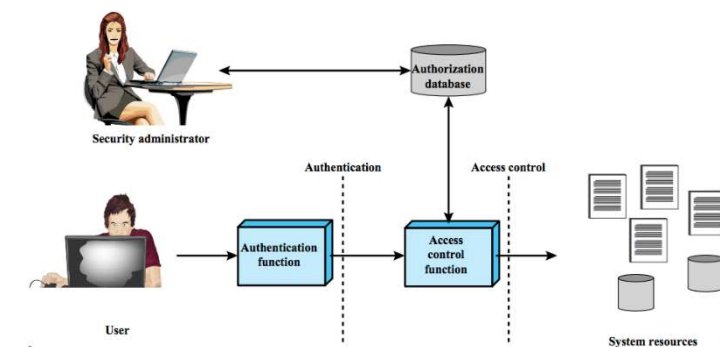 Authorization
database
Security administrator
Authentication
Access control
Authentication
function
Access
control
function
User
System resources